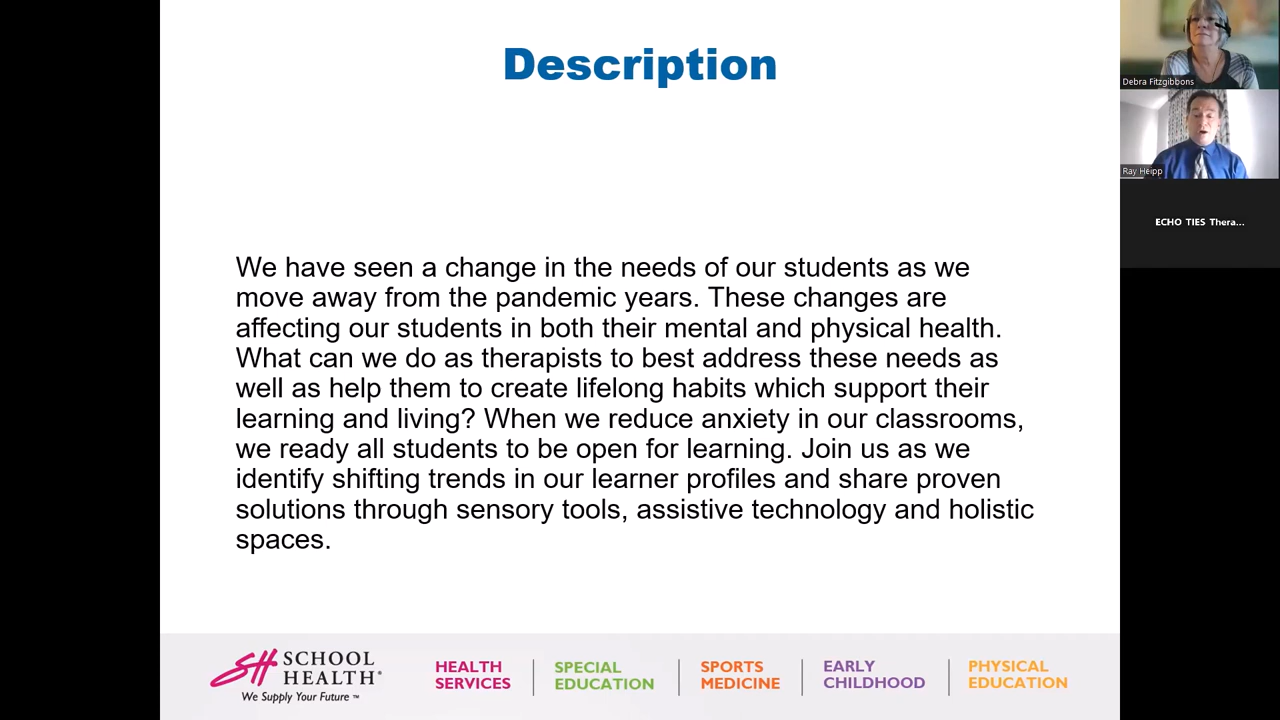 Description
We have seen a change in the needs of our students as we
move away from the pandemic years. These changes are
affecting our students in both their mental and physical health.
What can we do as therapists to best address these needs as
well as help them to create lifelong habits which support their
learning and living? When we reduce anxiety in our classrooms,
we ready all students to be open for learning. Join us as we
identify shifting trends in our learner profiles and share proven
solutions through sensory tools, assistive technology and holistic
spaces.
SH SCHOOL
HEALTH®
We Supply Your Future ™
HEALTH
SERVICES
SPECIAL
EDUCATION
SPORTS
MEDICINE
EARLY
CHILDHOOD
PHYSICAL
EDUCATION
Debra Fitzgibbons
Ray Heipp
ECHO TIES Thera...